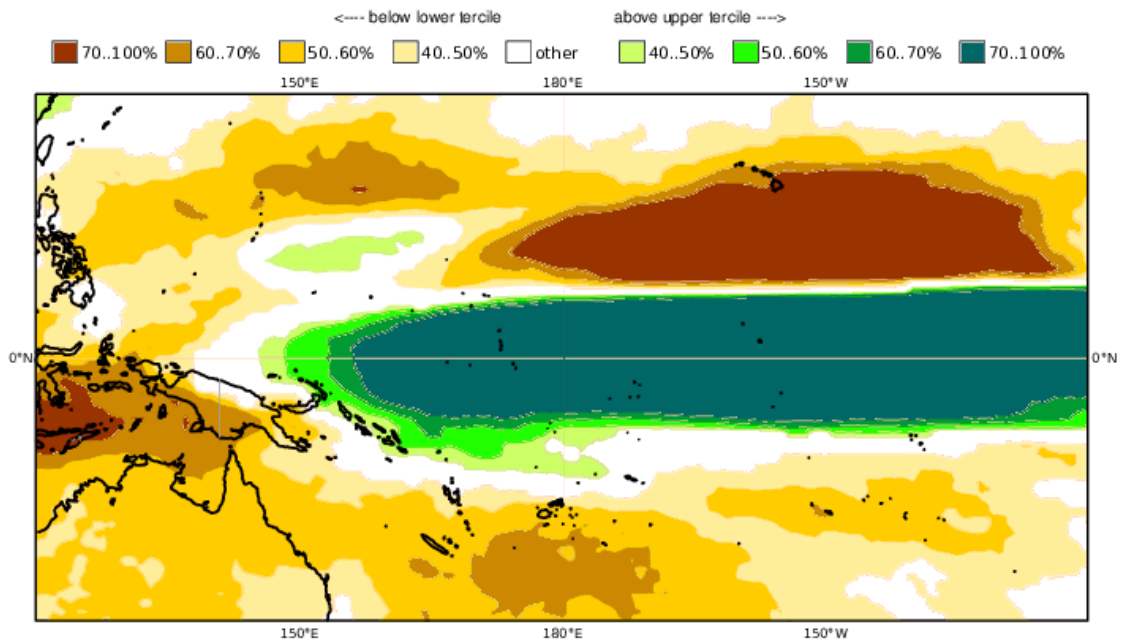 <---- below lower tercile above upper tercile ---->
70..100% 60..70% 50..60% 40..50% other 40..50% 50..60% 60..70% 70..100%
150°E 180°E 150°W
0°N 0°N
150°E 180°E 150°W